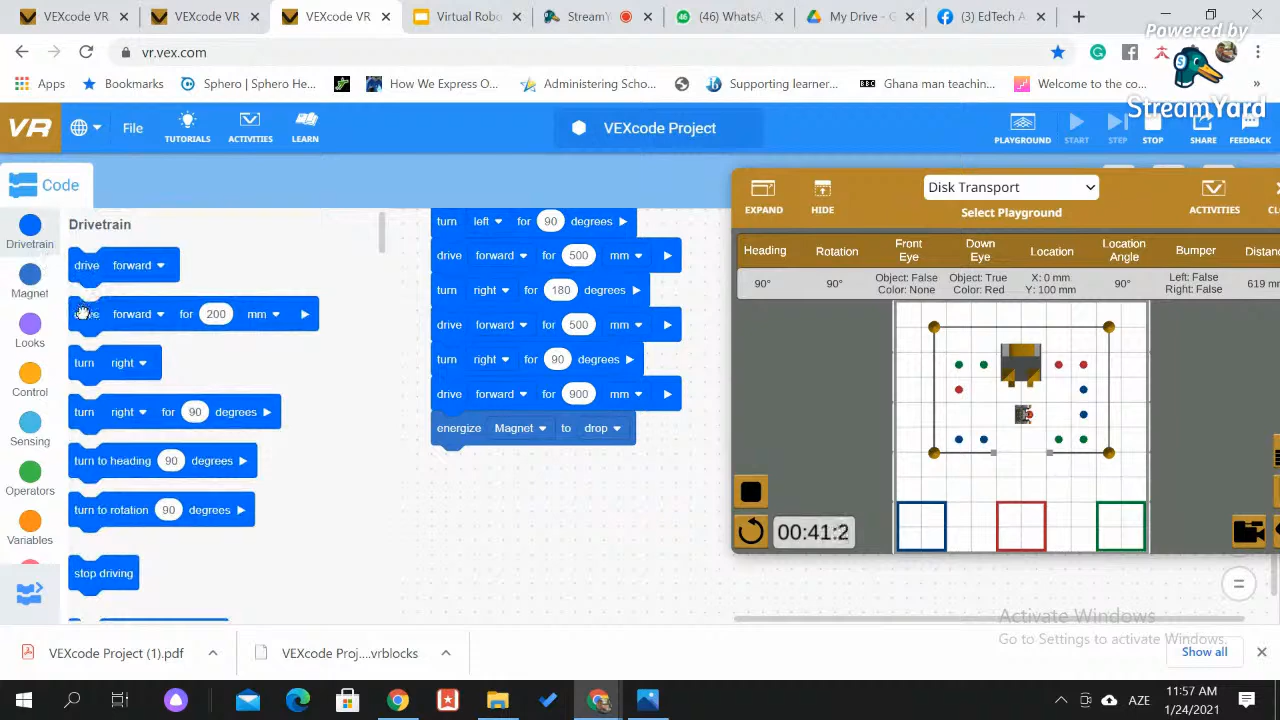 VEXcode VR
VEXcode VR
VEXcode VR
Virtual Robo
StreamY
(46) WhatsA
My Drive - G
(3) EdTech A
Powered by
StreamYard
vr.vex.com
Apps
Bookmarks
Sphero | Sphero He...
How We Express O...
Administering Scho...
Supporting learner...
Ghana man teachin...
Welcome to the co...
VR
File
TUTORIALS
ACTIVITIES
LEARN
VEXcode Project
PLAYGROUND
START
STEP
STOP
SHARE
FEEDBACK
Code
Drivetrain
Magnet
Looks
Control
Sensing
Operators
Variables
Drivetrain
drive forward
forward for 200 mm
turn right
turn right for 90 degrees
turn to heading 90 degrees
turn to rotation 90 degrees
stop driving
turn left for 90 degrees
drive forward for 500 mm
turn right for 180 degrees
drive forward for 500 mm
turn right for 90 degrees
drive forward for 900 mm
energize Magnet to drop
EXPAND
HIDE
Disk Transport
Select Playground
ACTIVITIES
CL
Heading
Rotation
Front Eye
Down Eye
Location
Location Angle
Bumper
Distanc
90°
90°
Object: False
Color: None
Object: True
Color: Red
X: 0 mm
Y: 100 mm
90°
Left: False
Right: False
619 m
00:41:2
Activate Windows
Go to Settings to activate Windows.
VEXcode Project (1).pdf
VEXcode Proj....vrblocks
Show all
AZE
11:57 AM
1/24/2021